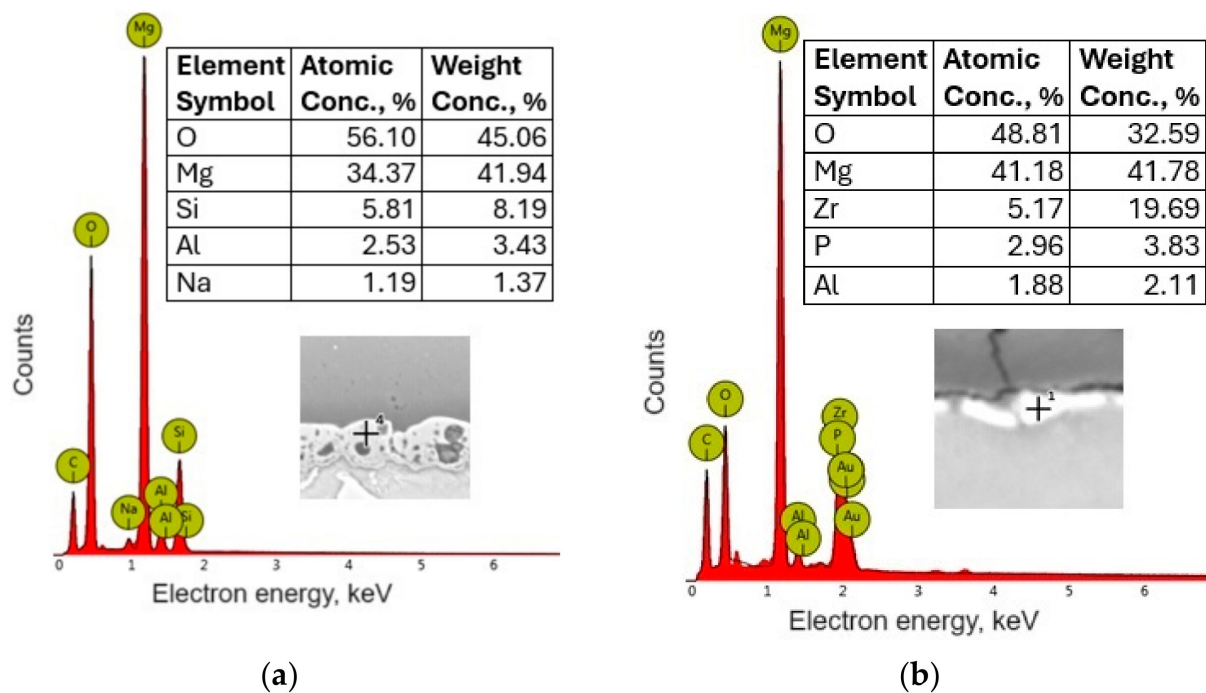 Mg
Element Symbol Atomic Conc., % Weight Conc., %
O 56.10 45.06
Mg 34.37 41.94
Si 5.81 8.19
Al 2.53 3.43
Na 1.19 1.37
O
Si
C
Al
Na
Al
Si
4
Counts
0 1 2 3 4 5 6
Electron energy, keV
(a)
Mg
Element Symbol Atomic Conc., % Weight Conc., %
O 48.81 32.59
Mg 41.18 41.78
Zr 5.17 19.69
P 2.96 3.83
Al 1.88 2.11
O
Zr
C
P
Au
Al
Au
Al
1
Counts
0 1 2 3 4 5 6
Electron energy, keV
(b)